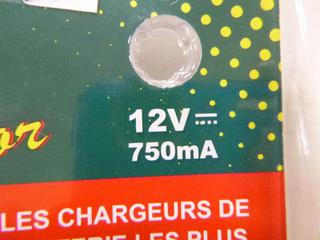 12V⎓
750mA
LES CHARGEURS DE
LES PLUS